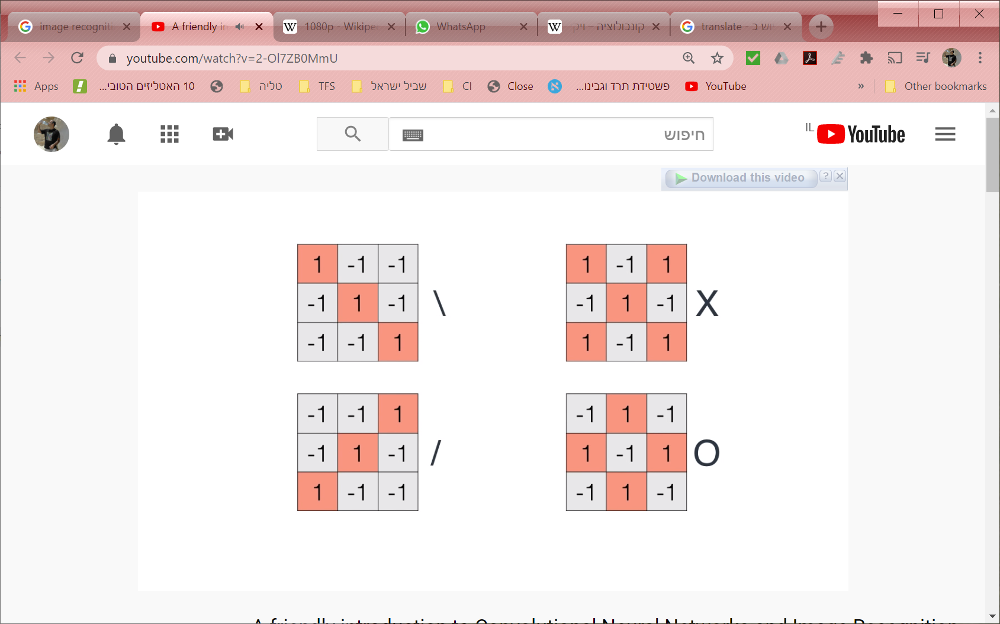 image recogniti
A friendly in
1080p - Wikipe
WhatsApp
קונבולוציה – ויקי
translate - חיפוש ב
youtube.com/watch?v=2-Ol7ZB0MmU
Apps
10 האטליזים הטובי...
טליה
TFS
שביל ישראל
CI
Close
פשטידת תרד וגבינו...
YouTube
»
Other bookmarks
חיפוש
IL
YouTube
Download this video
?
1 -1 -1
-1 1 -1 \
-1 -1 1
1 -1 1
-1 1 -1 X
1 -1 1
-1 -1 1
-1 1 -1 /
1 -1 -1
-1 1 -1
1 -1 1 O
-1 1 -1
A friendly introduction to Convolutional Neural Networks and Image Recognition